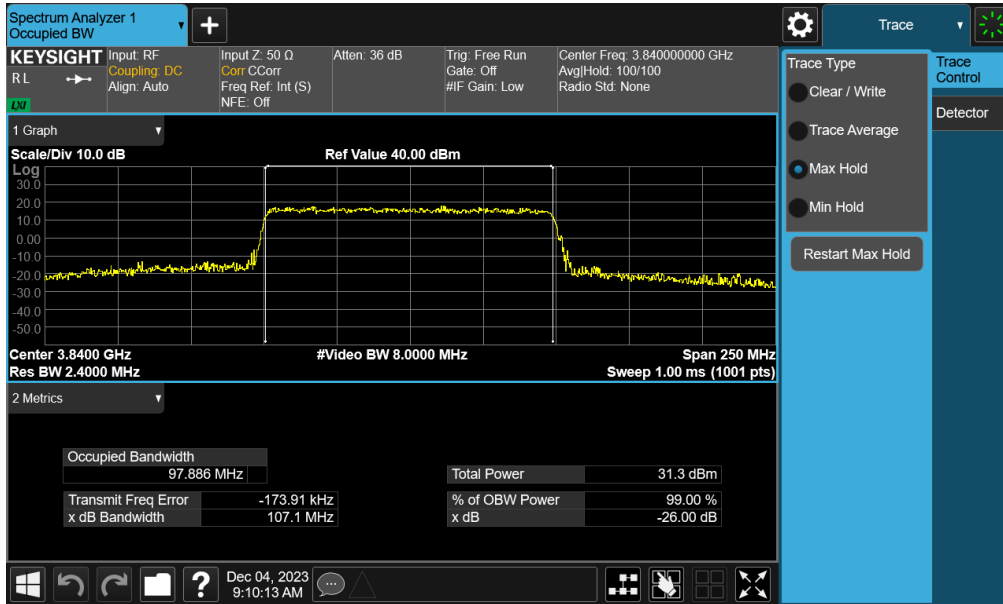 Spectrum Analyzer 1
Occupied BW
+
Trace
KEYSIGHT
R L
LXI
Input: RF
Coupling: DC
Align: Auto
Input Z: 50 Ω
Corr CCorr
Freq Ref: Int (S)
NFE: Off
Atten: 36 dB
Trig: Free Run
Gate: Off
#IF Gain: Low
Center Freq: 3.840000000 GHz
Avg|Hold: 100/100
Radio Std: None
Trace Type
Clear / Write
Trace Average
Max Hold
Min Hold
Restart Max Hold
Trace
Control
Detector
1 Graph
Scale/Div 10.0 dB
Ref Value 40.00 dBm
Log
30.0
20.0
10.0
0.00
-10.0
-20.0
-30.0
-40.0
-50.0
Center 3.8400 GHz
#Video BW 8.0000 MHz
Span 250 MHz
Res BW 2.4000 MHz
Sweep 1.00 ms (1001 pts)
2 Metrics
Occupied Bandwidth
97.886 MHz
Total Power 31.3 dBm
Transmit Freq Error -173.91 kHz
% of OBW Power 99.00 %
x dB Bandwidth 107.1 MHz
x dB -26.00 dB
?
Dec 04, 2023
9:10:13 AM